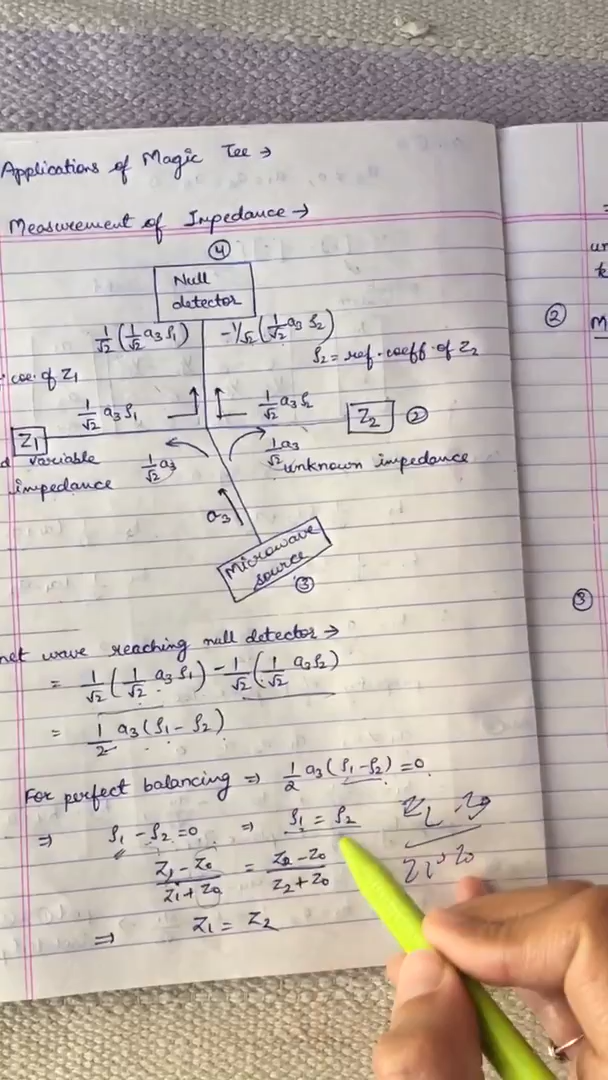 Applications of Magic Tee →
Measurement of Impedance →
④
Null
detector
1/√2 (1/√2 a₃ ρ₁)
-1/√2 (1/√2 a₃ ρ₂)
ρ₂ = ref. coeff. of Z₂
coe. of Z₁
1/√2 a₃ ρ₁
1/√2 a₃ ρ₂
Z₂ ②
Z₁
variable
impedance
1/√2 a₃
1/√2 a₃
unknown impedance
a₃
Microwave
source
③
net wave reaching null detector →
= 1/√2 (1/√2 a₃ ρ₁) - 1/√2 (1/√2 a₃ ρ₂)
= 1/2 a₃ (ρ₁ - ρ₂)
For perfect balancing ⇒ 1/2 a₃ (ρ₁ - ρ₂) = 0
⇒ ρ₁ - ρ₂ = 0 ⇒ ρ₁ = ρ₂
(Z₁ - Z₀)/(Z₁ + Z₀) = (Z₂ - Z₀)/(Z₂ + Z₀)
⇒ Z₁ = Z₂
②
③